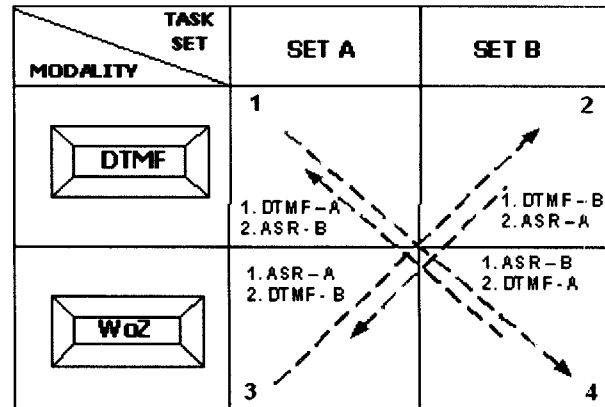 TASK
SET
MODALITY
SET A
SET B
1
2
DTMF
1. DTMF-A
2. ASR-B
1. DTMF-B
2. ASR-A
1. ASR-A
2. DTMF-B
1. ASR-B
2. DTMF-A
WoZ
3
4